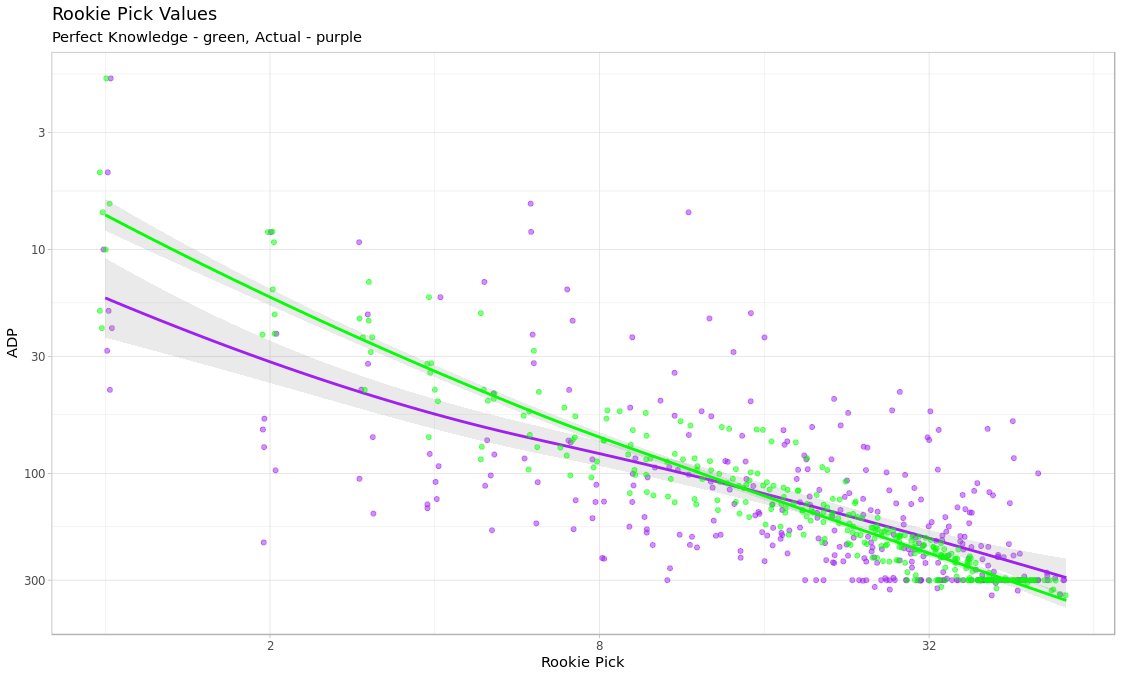 Rookie Pick Values
Perfect Knowledge - green, Actual - purple
ADP
3
10
30
100
300
2
8
32
Rookie Pick